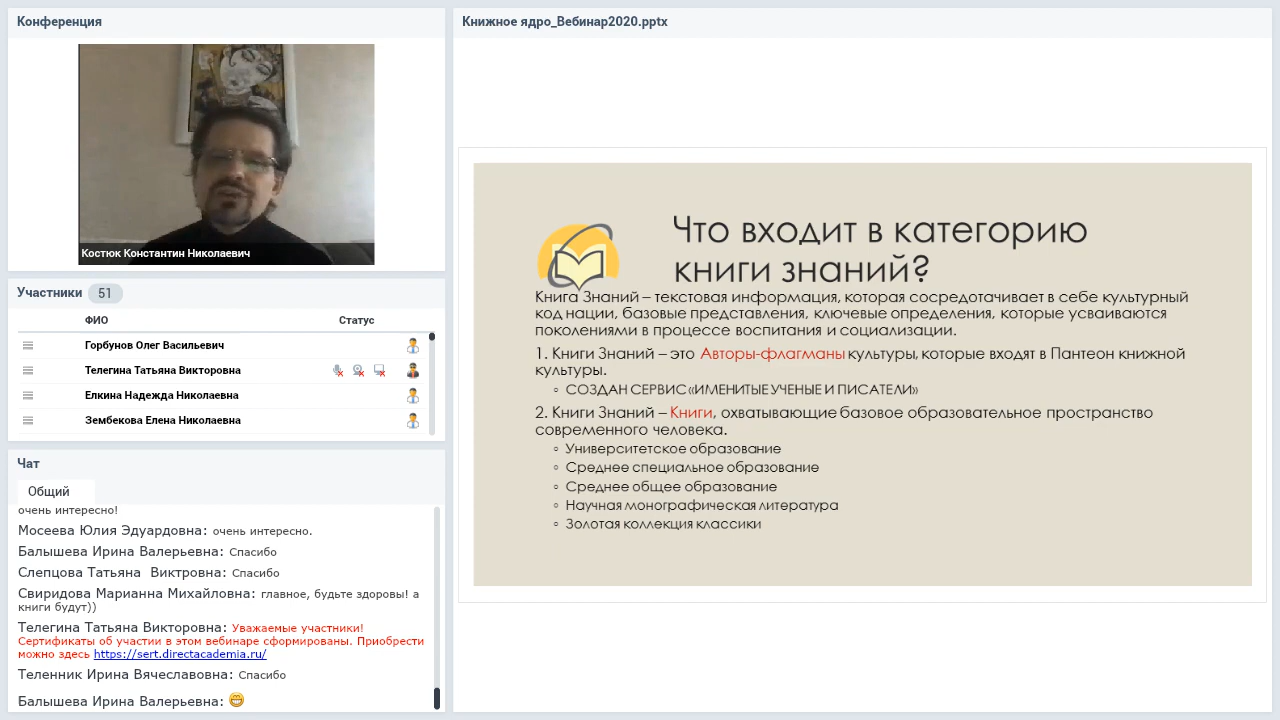 Конференция
Костюк Константин Николаевич
Участники 51
ФИО Статус
Горбунов Олег Васильевич
Телегина Татьяна Викторовна
Елкина Надежда Николаевна
Зембекова Елена Николаевна
Чат
Общий
очень интересно!
Мосеева Юлия Эдуардовна: очень интересно.
Балышева Ирина Валерьевна: Спасибо
Слепцова Татьяна Виктровна: Спасибо
Свиридова Марианна Михайловна: главное, будьте здоровы! а
книги будут))
Телегина Татьяна Викторовна: Уважаемые участники!
Сертификаты об участии в этом вебинаре сформированы. Приобрести
можно здесь https://sert.directacademia.ru/
Теленник Ирина Вячеславовна: Спасибо
Балышева Ирина Валерьевна:
Книжное ядро_Вебинар2020.pptx
Что входит в категорию
книги знаний?
Книга Знаний – текстовая информация, которая сосредотачивает в себе культурный
код нации, базовые представления, ключевые определения, которые усваиваются
поколениями в процессе воспитания и социализации.
1. Книги Знаний – это Авторы-флагманы культуры, которые входят в Пантеон книжной
культуры.
◦ СОЗДАН СЕРВИС «ИМЕНИТЫЕ УЧЕНЫЕ И ПИСАТЕЛИ»
2. Книги Знаний – Книги, охватывающие базовое образовательное пространство
современного человека.
◦ Университетское образование
◦ Среднее специальное образование
◦ Среднее общее образование
◦ Научная монографическая литература
◦ Золотая коллекция классики